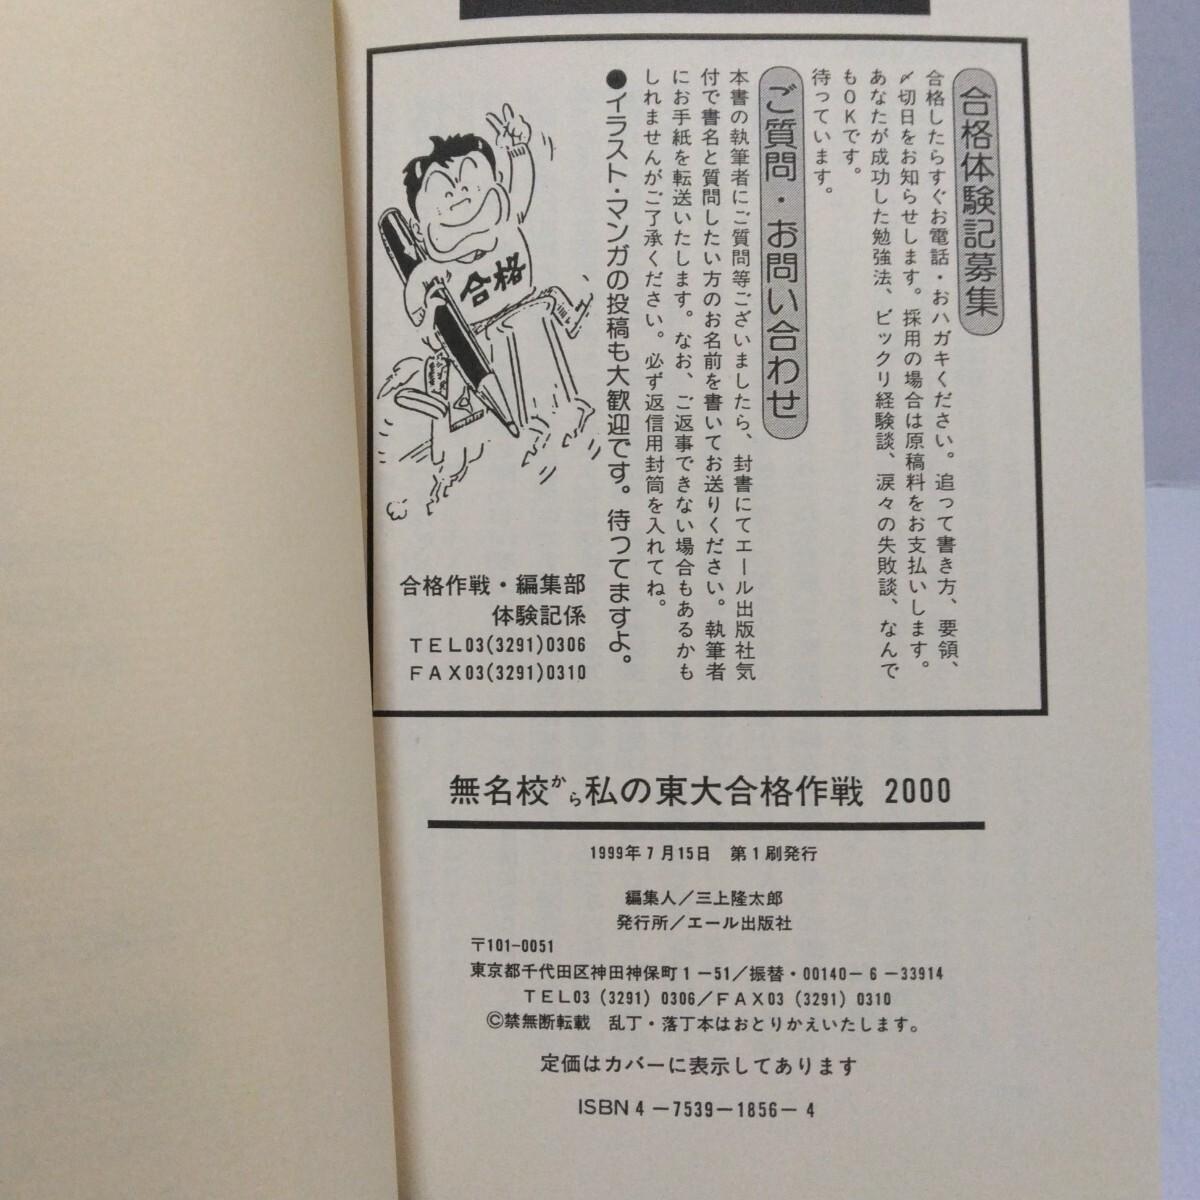 合格体験記募集
合格したらすぐお電話・おハガキください。追って書き方、要領、
〆切日をお知らせします。採用の場合は原稿料をお支払いします。
あなたが成功した勉強法、ビックリ経験談、涙々の失敗談、なんで
もOKです。
待っています。
ご質問・お問い合わせ
本書の執筆者にご質問等ございましたら、封書にてエール出版社気
付で書名と質問したい方のお名前を書いてお送りください。執筆者
にお手紙を転送いたします。なお、ご返事できない場合もあるかも
しれませんがご了承ください。必ず返信用封筒を入れてね。
●イラスト・マンガの投稿も大歓迎です。待ってますよ。
合格
合格作戦・編集部
体験記係
TEL03(3291)0306
FAX03(3291)0310
無名校から私の東大合格作戦 2000
1999年7月15日 第1刷発行
編集人/三上隆太郎
発行所/エール出版社
〒101-0051
東京都千代田区神田神保町1-51/振替・00140-6-33914
TEL03(3291)0306/FAX03(3291)0310
©禁無断転載 乱丁・落丁本はおとりかえいたします。
定価はカバーに表示してあります
ISBN4-7539-1856-4